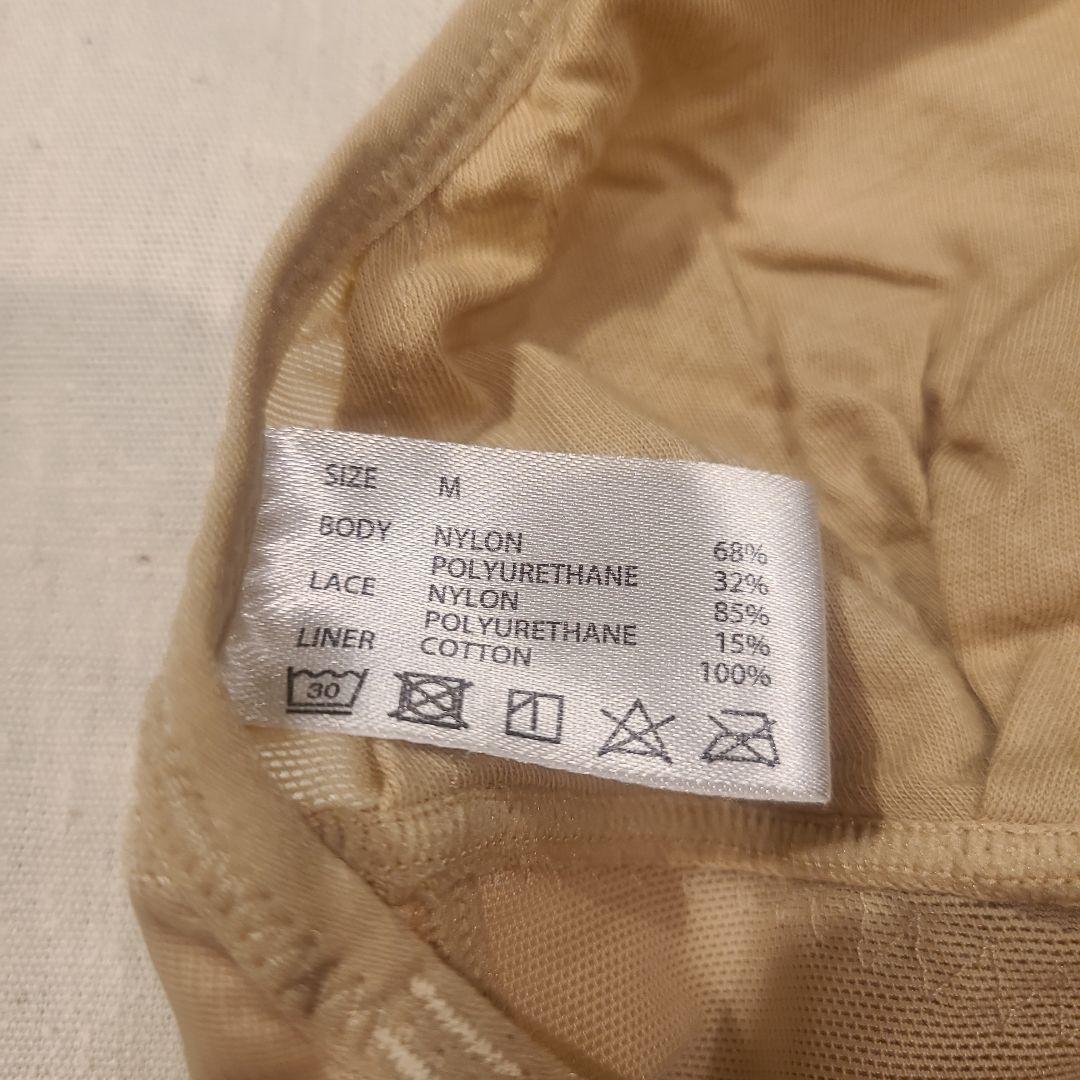 SIZE M
BODY NYLON 68%
POLYURETHANE 32%
LACE NYLON 85%
POLYURETHANE 15%
LINER COTTON 100%
30